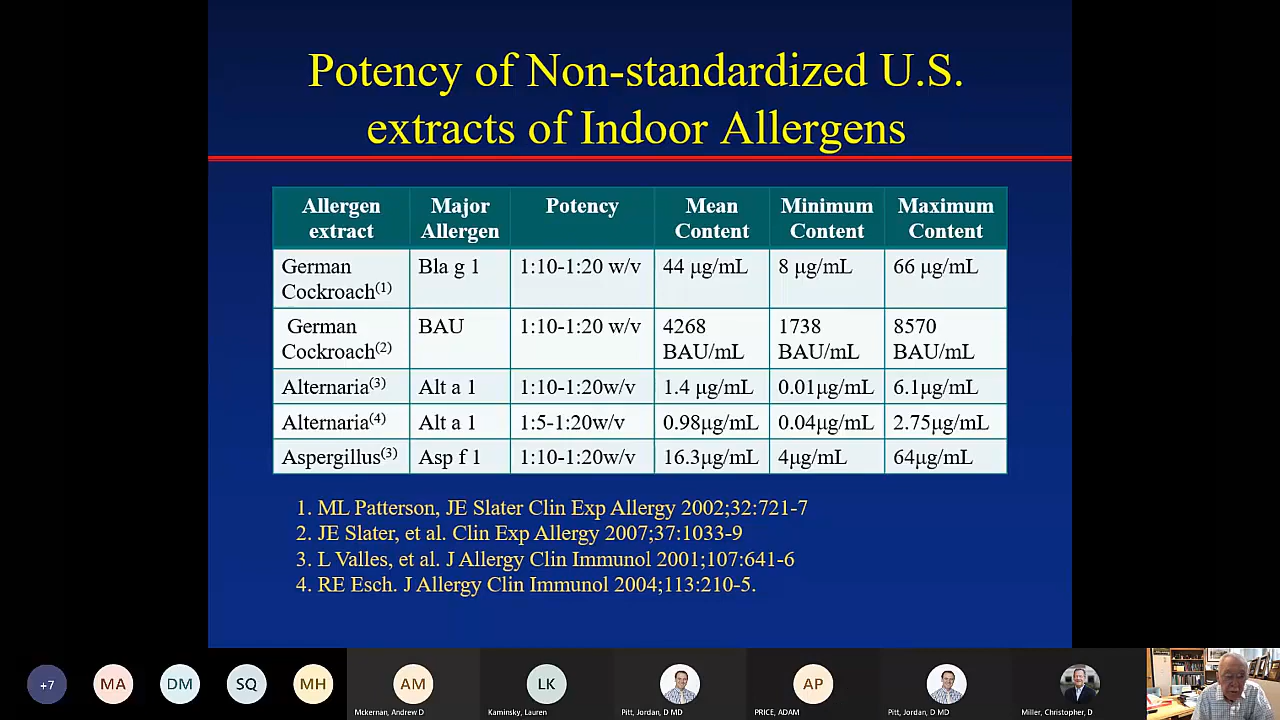 Potency of Non-standardized U.S.
extracts of Indoor Allergens
Allergen extract Major Allergen Potency Mean Content Minimum Content Maximum Content
German Cockroach(1) Bla g 1 1:10-1:20 w/v 44 μg/mL 8 μg/mL 66 μg/mL
German Cockroach(2) BAU 1:10-1:20 w/v 4268 BAU/mL 1738 BAU/mL 8570 BAU/mL
Alternaria(3) Alt a 1 1:10-1:20w/v 1.4 μg/mL 0.01μg/mL 6.1μg/mL
Alternaria(4) Alt a 1 1:5-1:20w/v 0.98μg/mL 0.04μg/mL 2.75μg/mL
Aspergillus(3) Asp f 1 1:10-1:20w/v 16.3μg/mL 4μg/mL 64μg/mL
1. ML Patterson, JE Slater Clin Exp Allergy 2002;32:721-7
2. JE Slater, et al. Clin Exp Allergy 2007;37:1033-9
3. L Valles, et al. J Allergy Clin Immunol 2001;107:641-6
4. RE Esch. J Allergy Clin Immunol 2004;113:210-5.
+7 MA DM SQ MH AM LK AP
Mckernan, Andrew D Kaminsky, Lauren Pitt, Jordan D MD PRICE, ADAM Pitt, Jordan D MD Miller, Christopher, D